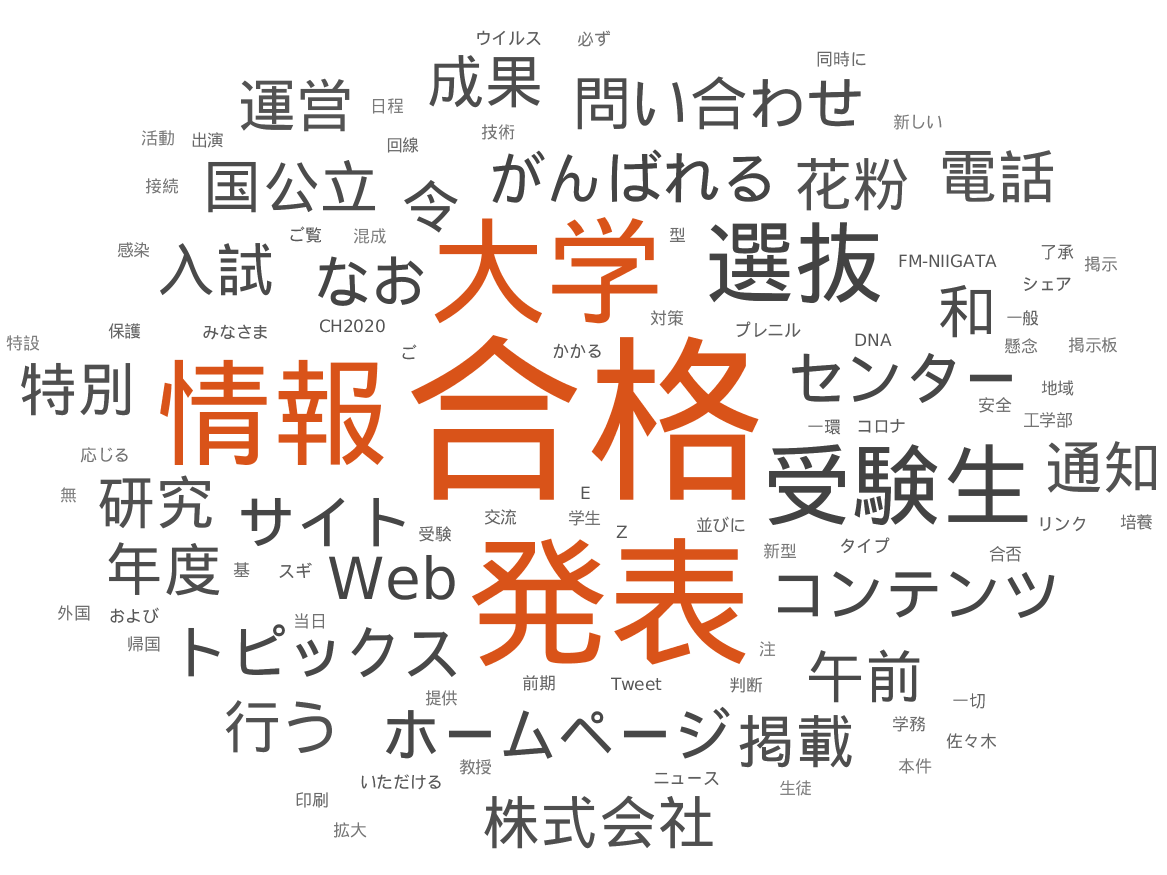 ウイルス
必ず
成果
同時に
運営
日程
問い合わせ
活動
出演
回線
技術
新しい
接続
国公立
令
がんばれる
花粉
電話
感染
入試
ご覧
混成
なお
大学
型
選抜
FM-NIIGATA
了承
掲示
シェア
特設
保護
みなさま
CH2020
ご
かかる
対策
プレニル
DNA
和
一般
懸念
掲示板
特別
情報
合格
センター
安全
地域
一環
コロナ
工学部
応じる
無
研究
サイト
受験
交流
E
学生
Z
並びに
受験生
通知
リンク
培養
年度
基
スギ
Web
発表
新型
タイプ
合否
コンテンツ
外国
および
帰国
当日
トピックス
注
午前
前期
Tweet
判断
提供
一切
行う
ホームページ
掲載
学務
佐々木
教授
いただける
ニュース
生徒
本件
印刷
拡大
株式会社